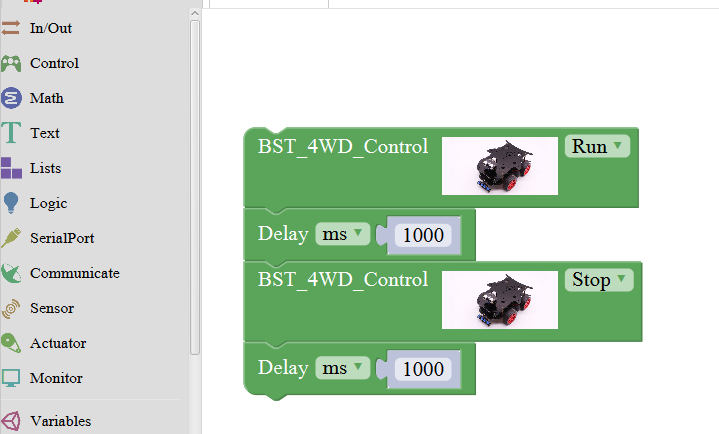 In/Out
Control
Math
Text
Lists
Logic
SerialPort
Communicate
Sensor
Actuator
Monitor
Variables
BST_4WD_Control Run
Delay ms 1000
BST_4WD_Control Stop
Delay ms 1000